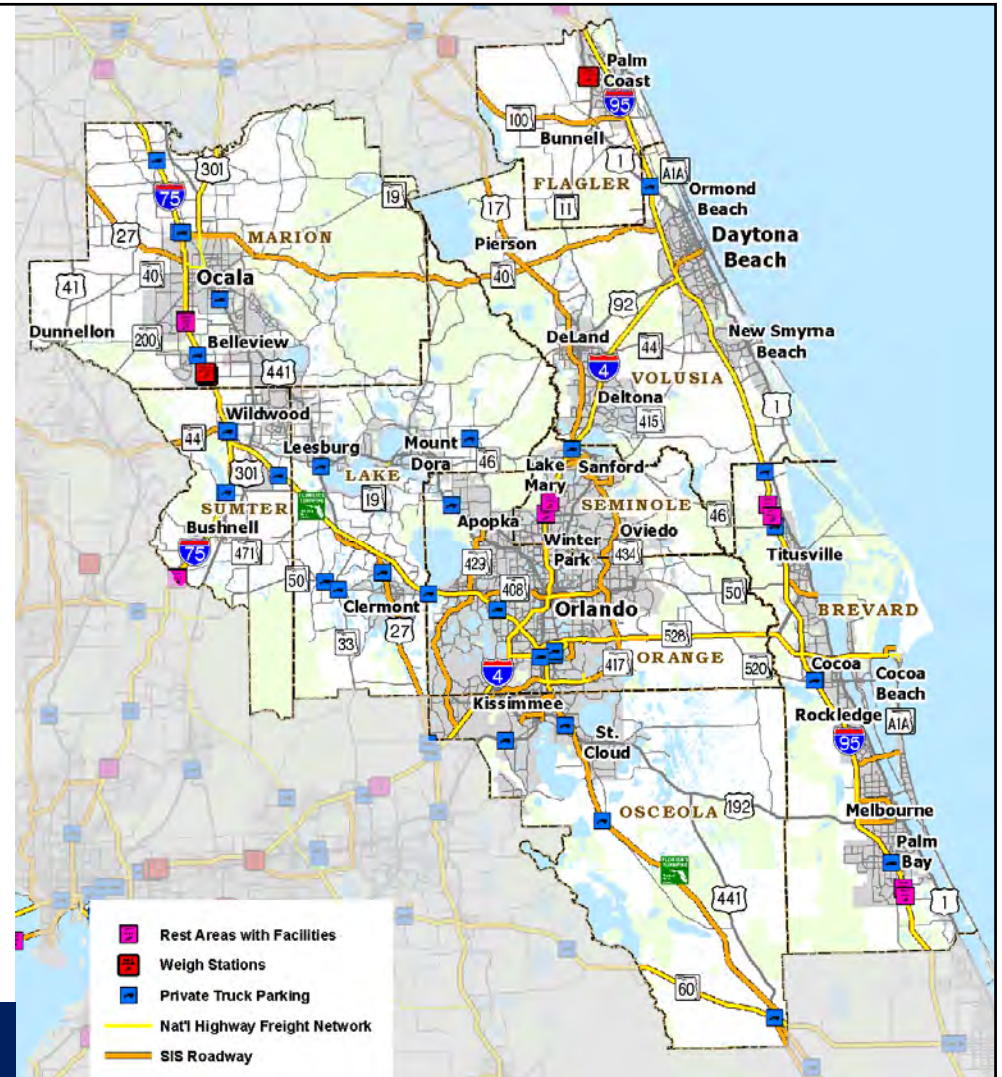 Palm
Coast
95
100
Bunnell
1
A1A
301
75
FLAGLER
Ormond
Beach
19
17
11
27
MARION
Pierson
Daytona
Beach
40
Ocala
40
41
92
Dunnellon
200
Belleview
DeLand
44
New Smyrna
Beach
441
4
VOLUSIA
Deltona
1
415
Wildwood
44
Leesburg
Mount
Dora
46
Lake
Mary
Sanford
301
LAKE
19
SEMINOLE
46
SUMTER
Bushnell
Apopka
Oviedo
Winter
Park
434
Titusville
75
471
429
50
408
50
BREVARD
Clermont
Orlando
33
27
528
ORANGE
417
520
Cocoa
Cocoa
Beach
4
Kissimmee
Rockledge
A1A
St.
Cloud
95
OSCEOLA
192
Melbourne
Palm
Bay
441
1
60
Rest Areas with Facilities
Weigh Stations
Private Truck Parking
Nat'l Highway Freight Network
SIS Roadway